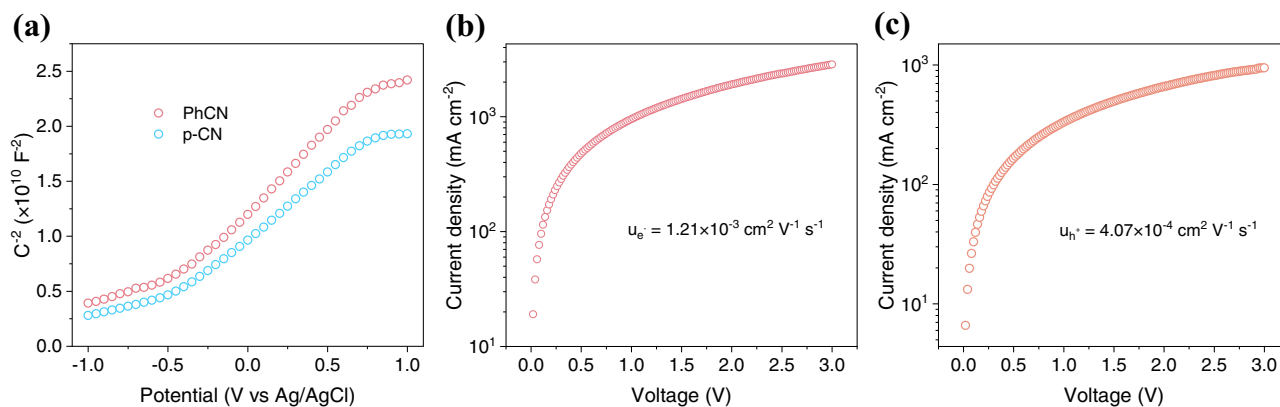 (a)
C⁻² (×10¹⁰ F⁻²)
2.5
2.0
1.5
1.0
0.5
0.0
PhCN
p-CN
-1.0 -0.5 0.0 0.5 1.0
Potential (V vs Ag/AgCl)
(b)
Current density (mA cm⁻²)
10³
10²
10¹
u_e⁻ = 1.21×10⁻³ cm² V⁻¹ s⁻¹
0.0 0.5 1.0 1.5 2.0 2.5 3.0
Voltage (V)
(c)
Current density (mA cm⁻²)
10³
10²
10¹
u_h⁺ = 4.07×10⁻⁴ cm² V⁻¹ s⁻¹
0.0 0.5 1.0 1.5 2.0 2.5 3.0
Voltage (V)